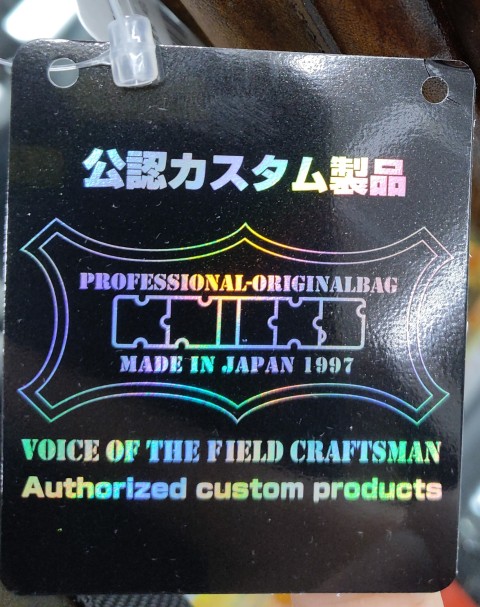 公認カスタム製品
PROFESSIONAL-ORIGINALBAG
MADE IN JAPAN 1997
VOICE OF THE FIELD CRAFTSMAN
Authorized custom products